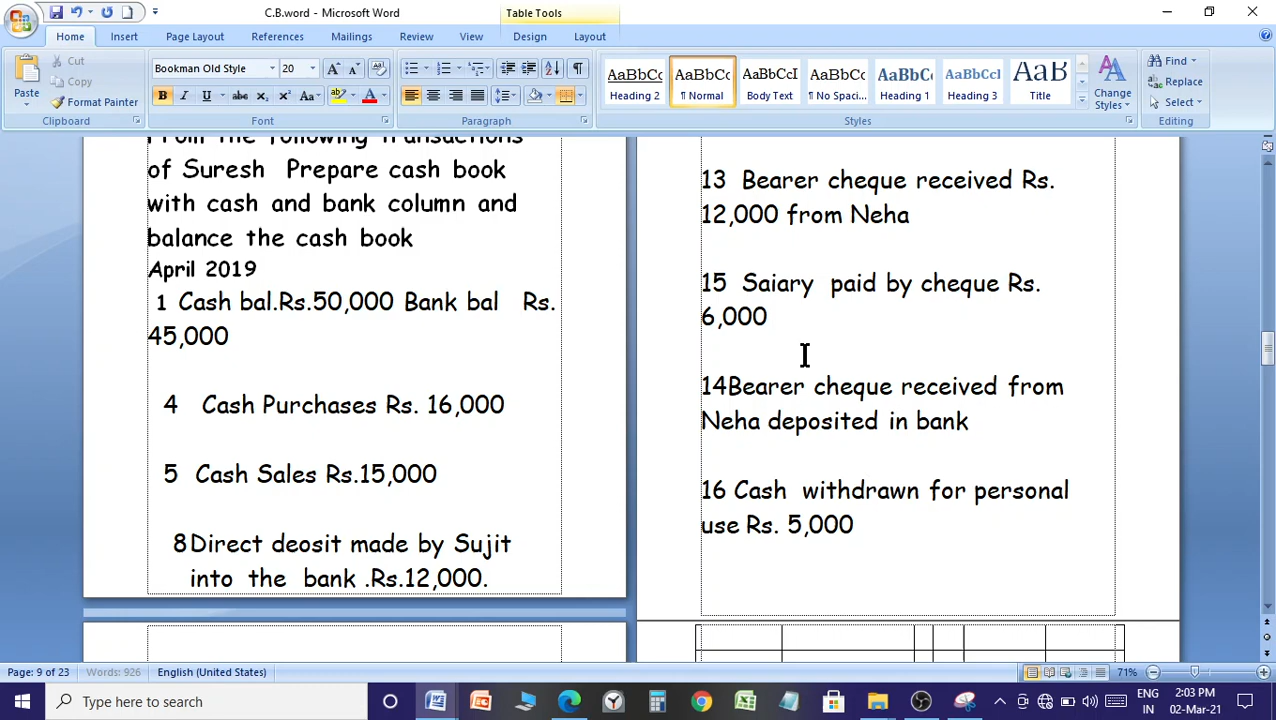 C.B.word - Microsoft Word
Table Tools
Home Insert Page Layout References Mailings Review View Design Layout
Paste
Cut
Copy
Format Painter
Clipboard
Bookman Old Style 20
Font
Paragraph
AaBbCc AaBbCc AaBbCcI AaBbCc AaBbCc AaBbCcI AaB
Heading 2 ¶ Normal Body Text ¶ No Spaci... Heading 1 Heading 3 Title
Change Styles
Styles
Find
Replace
Select
Editing
From the following transactions
of Suresh Prepare cash book
with cash and bank column and
balance the cash book
April 2019
1 Cash bal.Rs.50,000 Bank bal Rs.
45,000
4 Cash Purchases Rs. 16,000
5 Cash Sales Rs.15,000
8 Direct deosit made by Sujit
into the bank .Rs.12,000.
13 Bearer cheque received Rs.
12,000 from Neha
15 Saiary paid by cheque Rs.
6,000
14Bearer cheque received from
Neha deposited in bank
16 Cash withdrawn for personal
use Rs. 5,000
Page: 9 of 23 Words: 926 English (United States) 71%
Type here to search
ENG
IN
2:03 PM
02-Mar-21